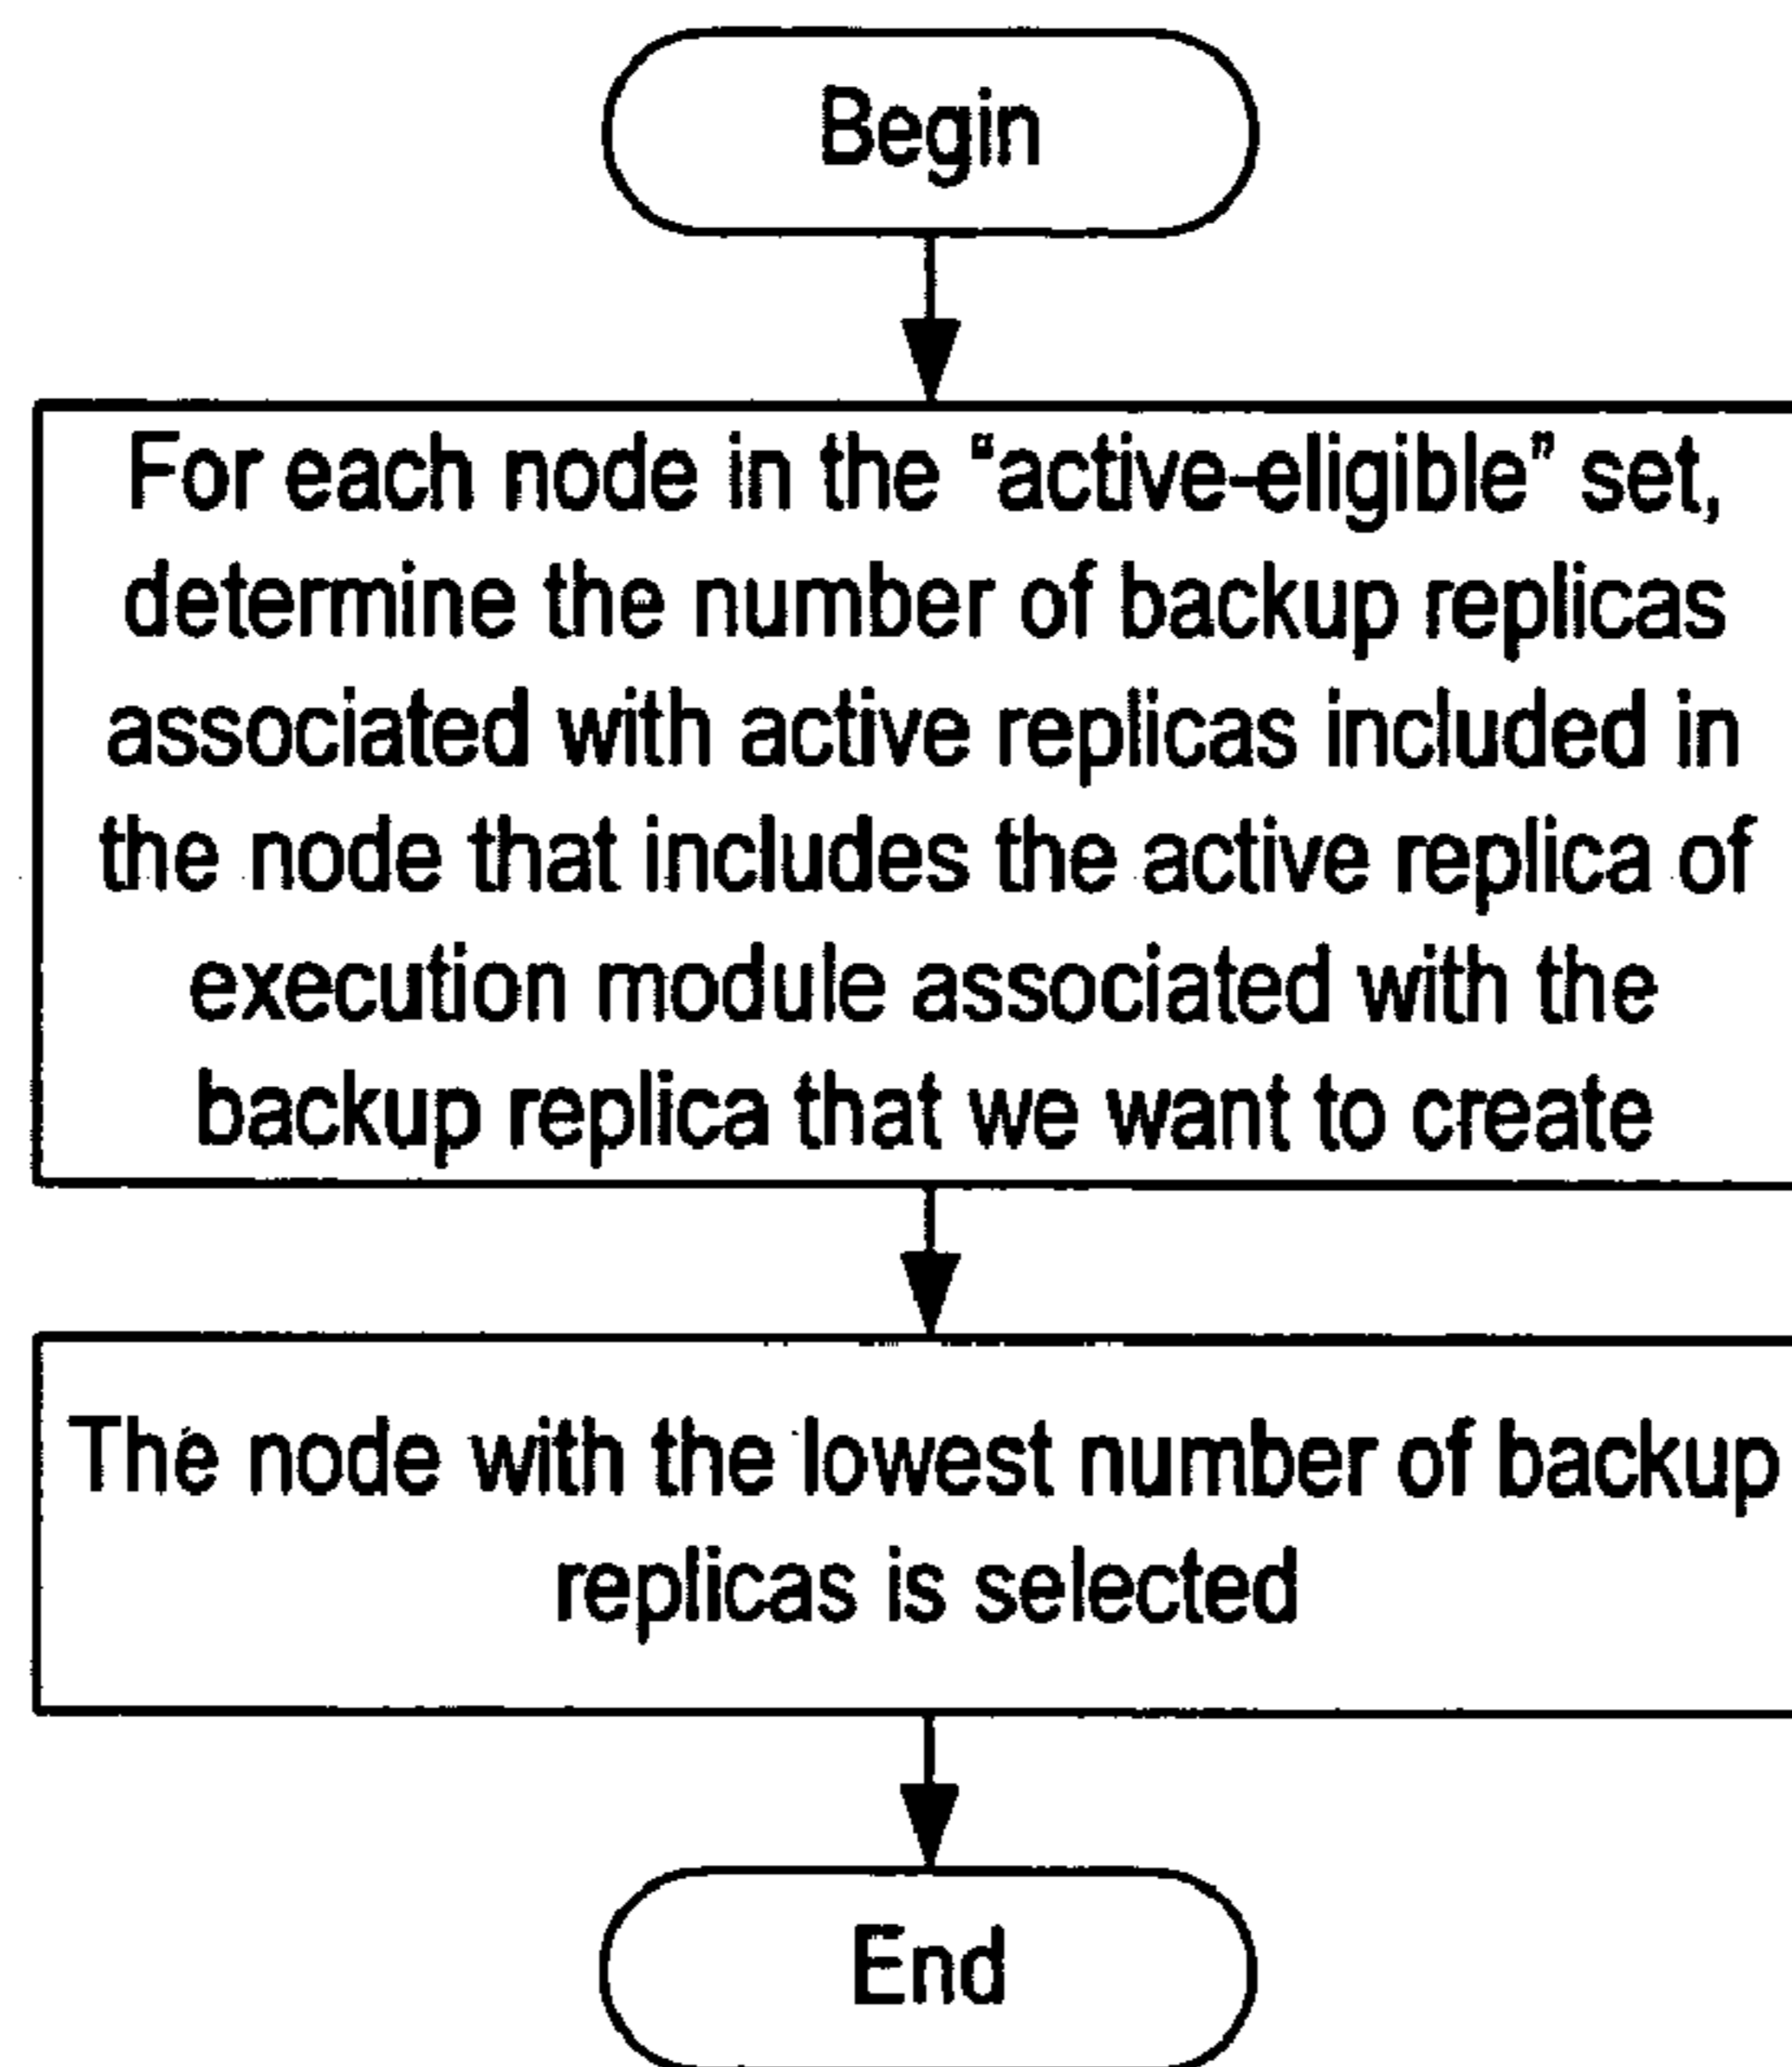 Begin
For each node in the “active-eligible” set,
determine the number of backup replicas
associated with active replicas included in
the node that includes the active replica of
execution module associated with the
backup replica that we want to create
The node with the lowest number of backup
replicas is selected
End